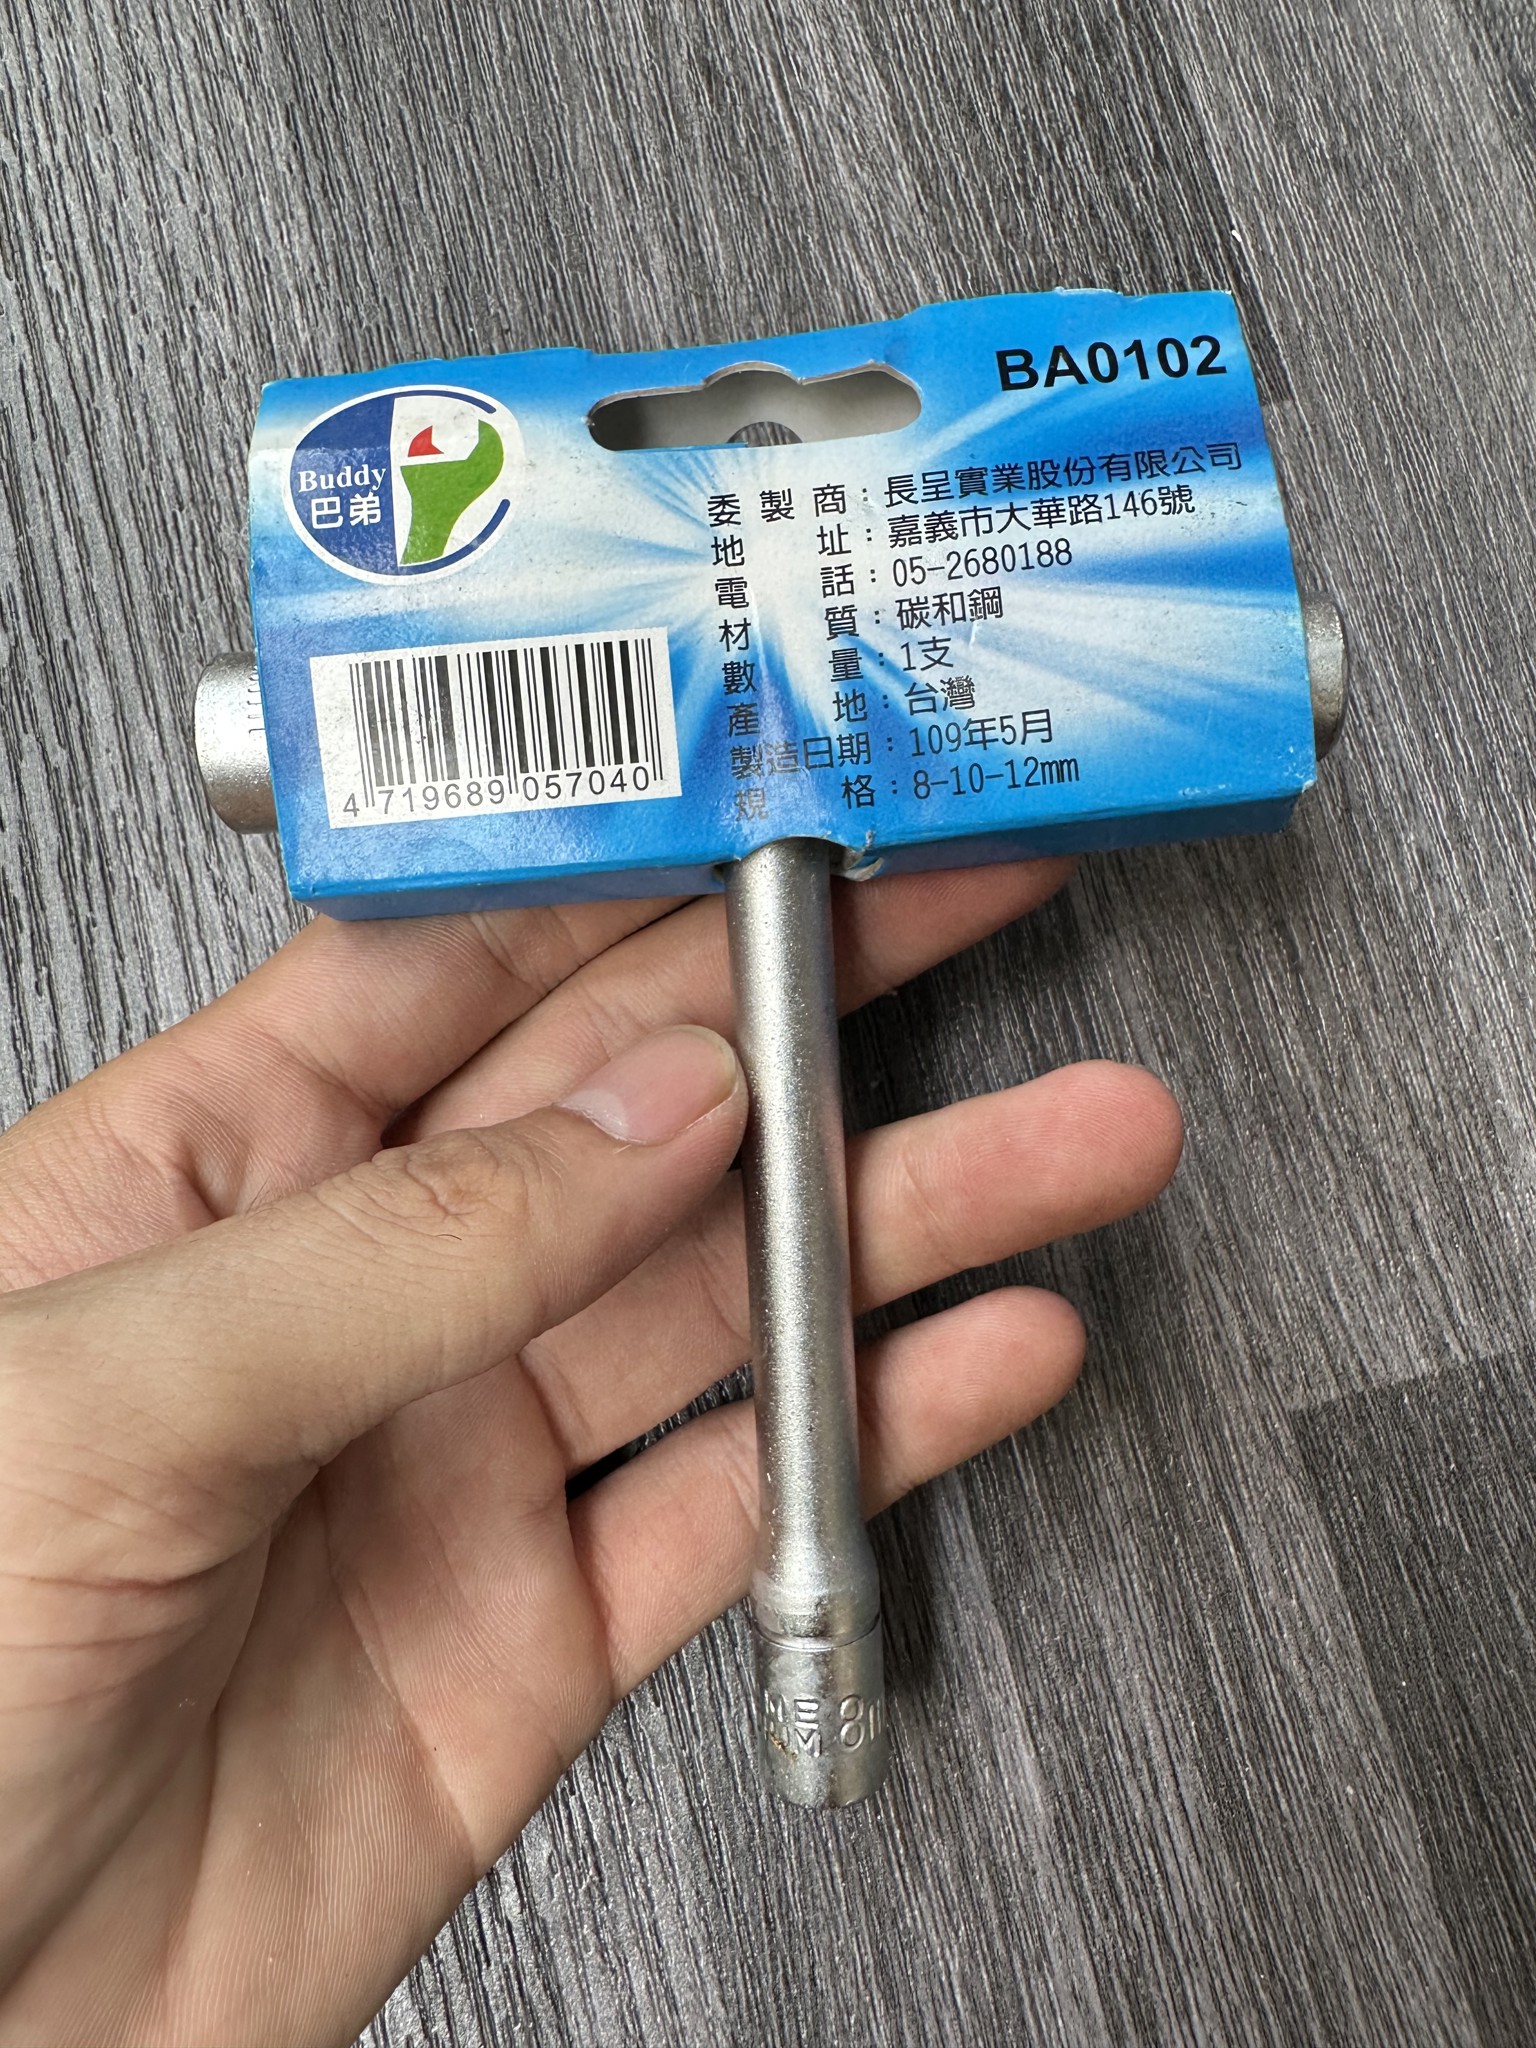 BA0102
Buddy
巴弟
委製商：長呈實業股份有限公司
地址：嘉義市大華路146號
電話：05-2680188
材質：碳和鋼
數量：1支
產地：台灣
製造日期：109年5月
規格：8-10-12mm
4 719689 057040
8